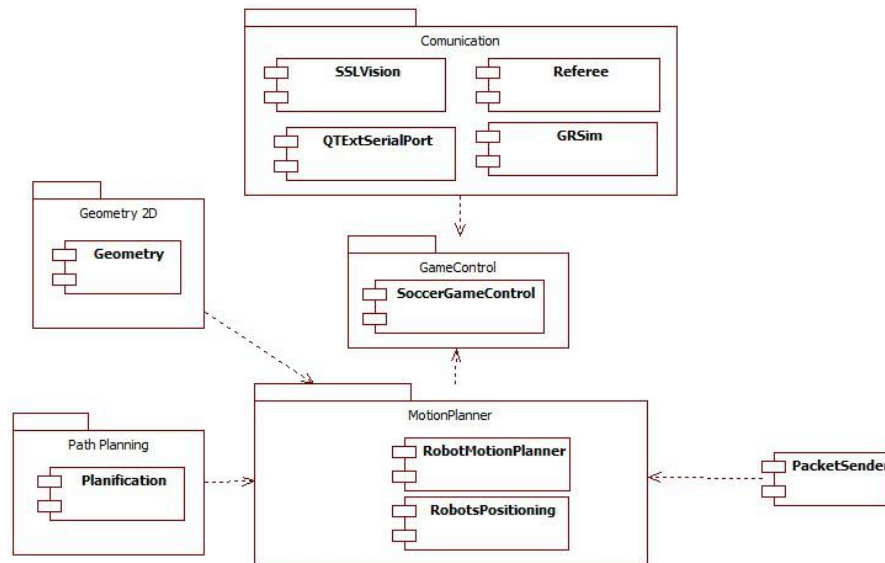 Comunication
SSLVision
Referee
QTExtSerialPort
GRSim
Geometry 2D
Geometry
GameControl
SoccerGameControl
MotionPlanner
RobotMotionPlanner
RobotsPositioning
Path Planning
Planification
PacketSender